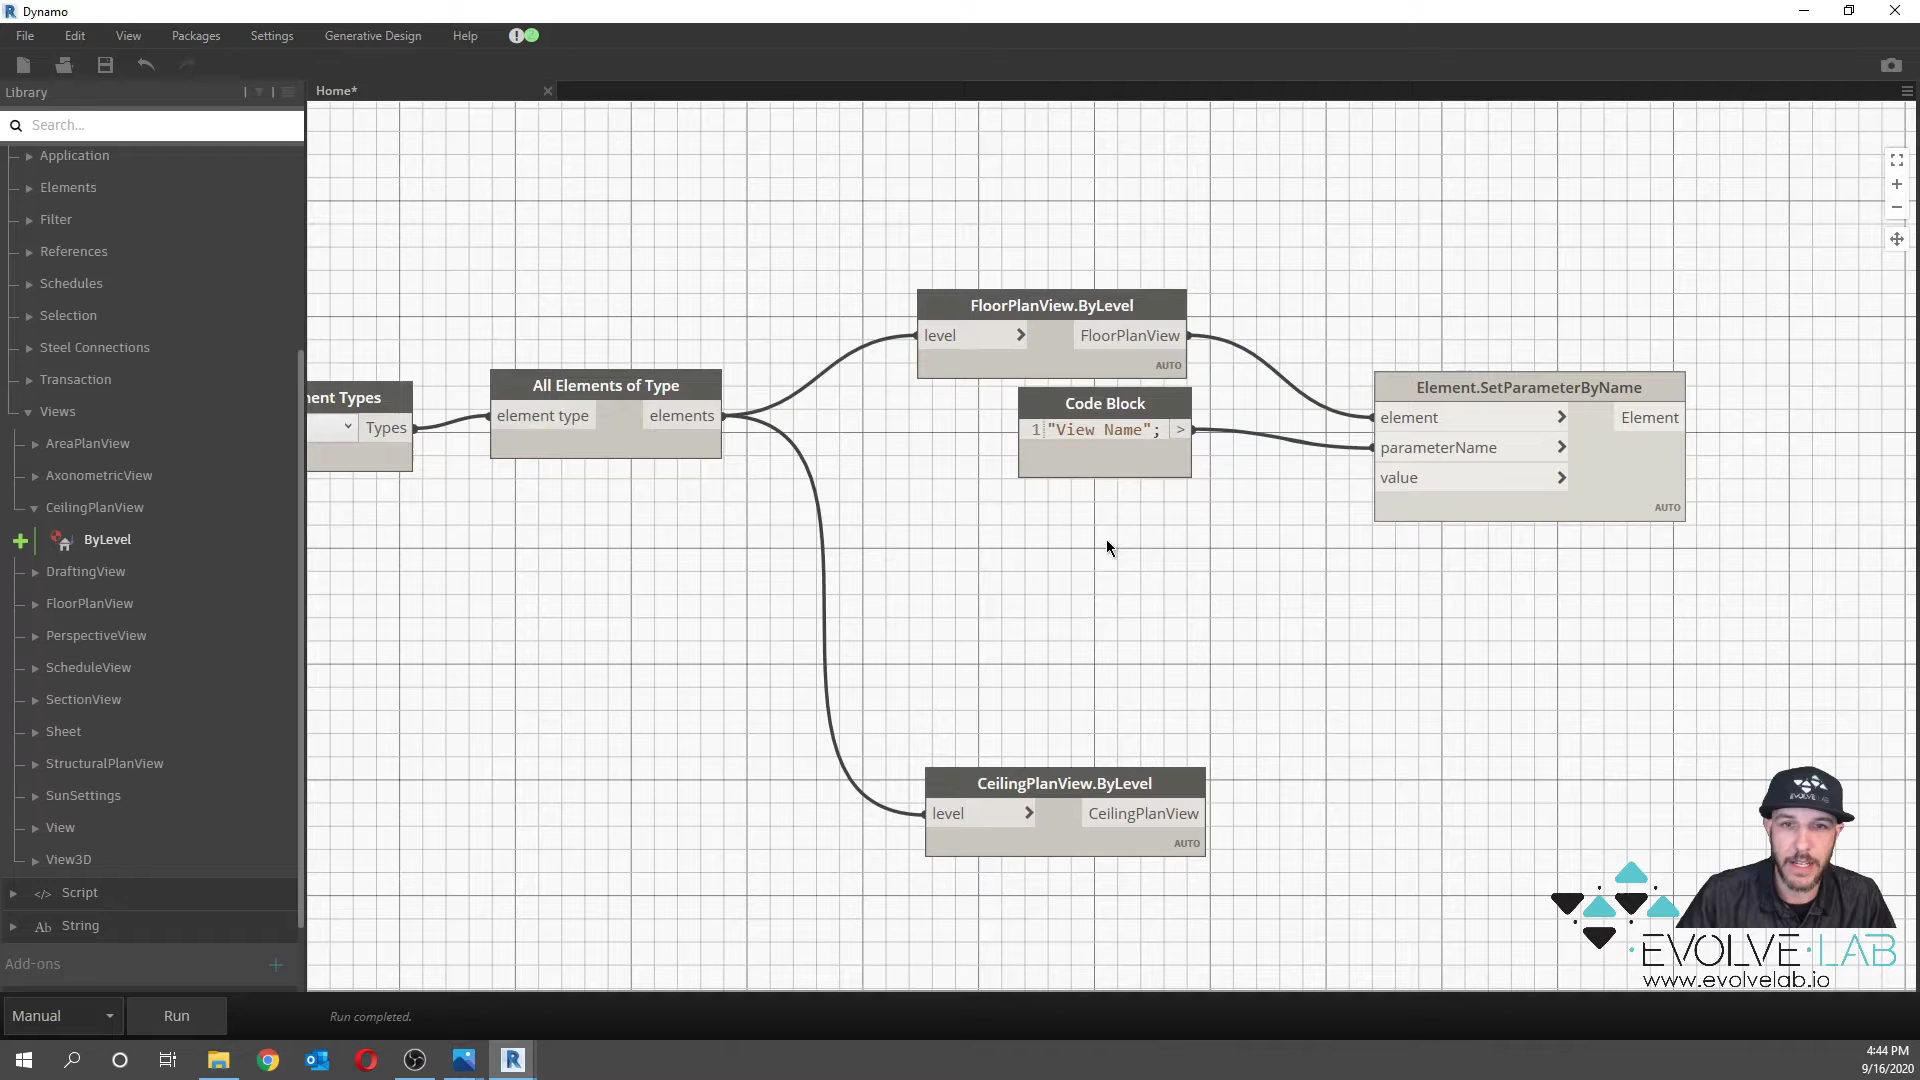 Dynamo
File Edit View Packages Settings Generative Design Help
Library
Home*
Search...
Application
Elements
Filter
References
Schedules
Selection
Steel Connections
Transaction
Views
AreaPlanView
AxonometricView
CeilingPlanView
ByLevel
DraftingView
FloorPlanView
PerspectiveView
ScheduleView
SectionView
Sheet
StructuralPlanView
SunSettings
View
View3D
Script
Ab String
Add-ons
ment Types
Types
All Elements of Type
element type elements
FloorPlanView.ByLevel
level > FloorPlanView
AUTO
Code Block
1 "View Name"; >
Element.SetParameterByName
element > Element
parameterName >
value >
AUTO
CeilingPlanView.ByLevel
level > CeilingPlanView
AUTO
EVOLVE LAB
EVOLVE·LAB
www.evolvelab.io
Manual Run Run completed.
4:44 PM
9/16/2020